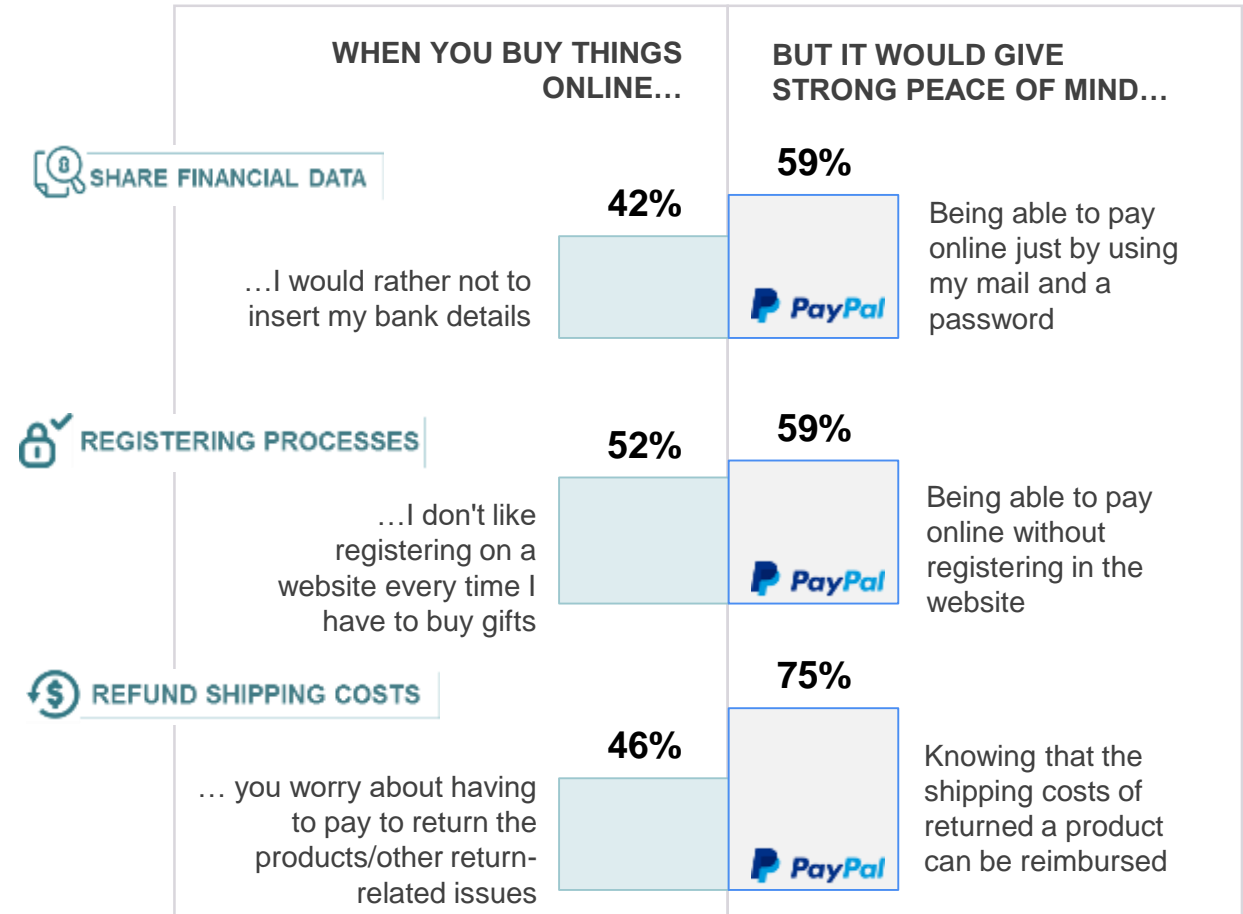 WHEN YOU BUY THINGS
ONLINE…
BUT IT WOULD GIVE
STRONG PEACE OF MIND…
SHARE FINANCIAL DATA
42%
…I would rather not to
insert my bank details
59%
PayPal
Being able to pay
online just by using
my mail and a
password
REGISTERING PROCESSES
52%
…I don't like
registering on a
website every time I
have to buy gifts
59%
PayPal
Being able to pay
online without
registering in the
website
REFUND SHIPPING COSTS
46%
… you worry about having
to pay to return the
products/other return-
related issues
75%
PayPal
Knowing that the
shipping costs of
returned a product
can be reimbursed